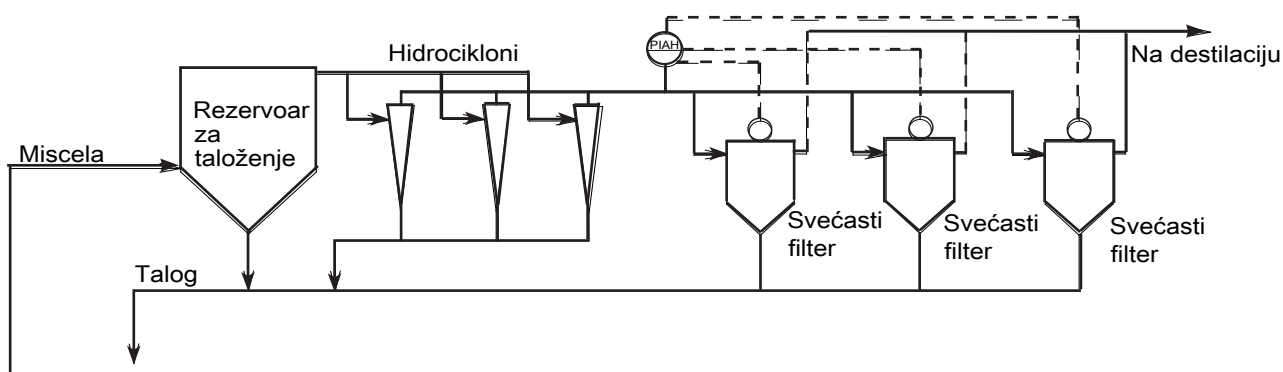 PIAH
Na destilaciju
Hidrocikloni
Rezervoar
za
taloženje
Miscela
Svećasti
filter
Svećasti
filter
Svećasti
filter
Talog